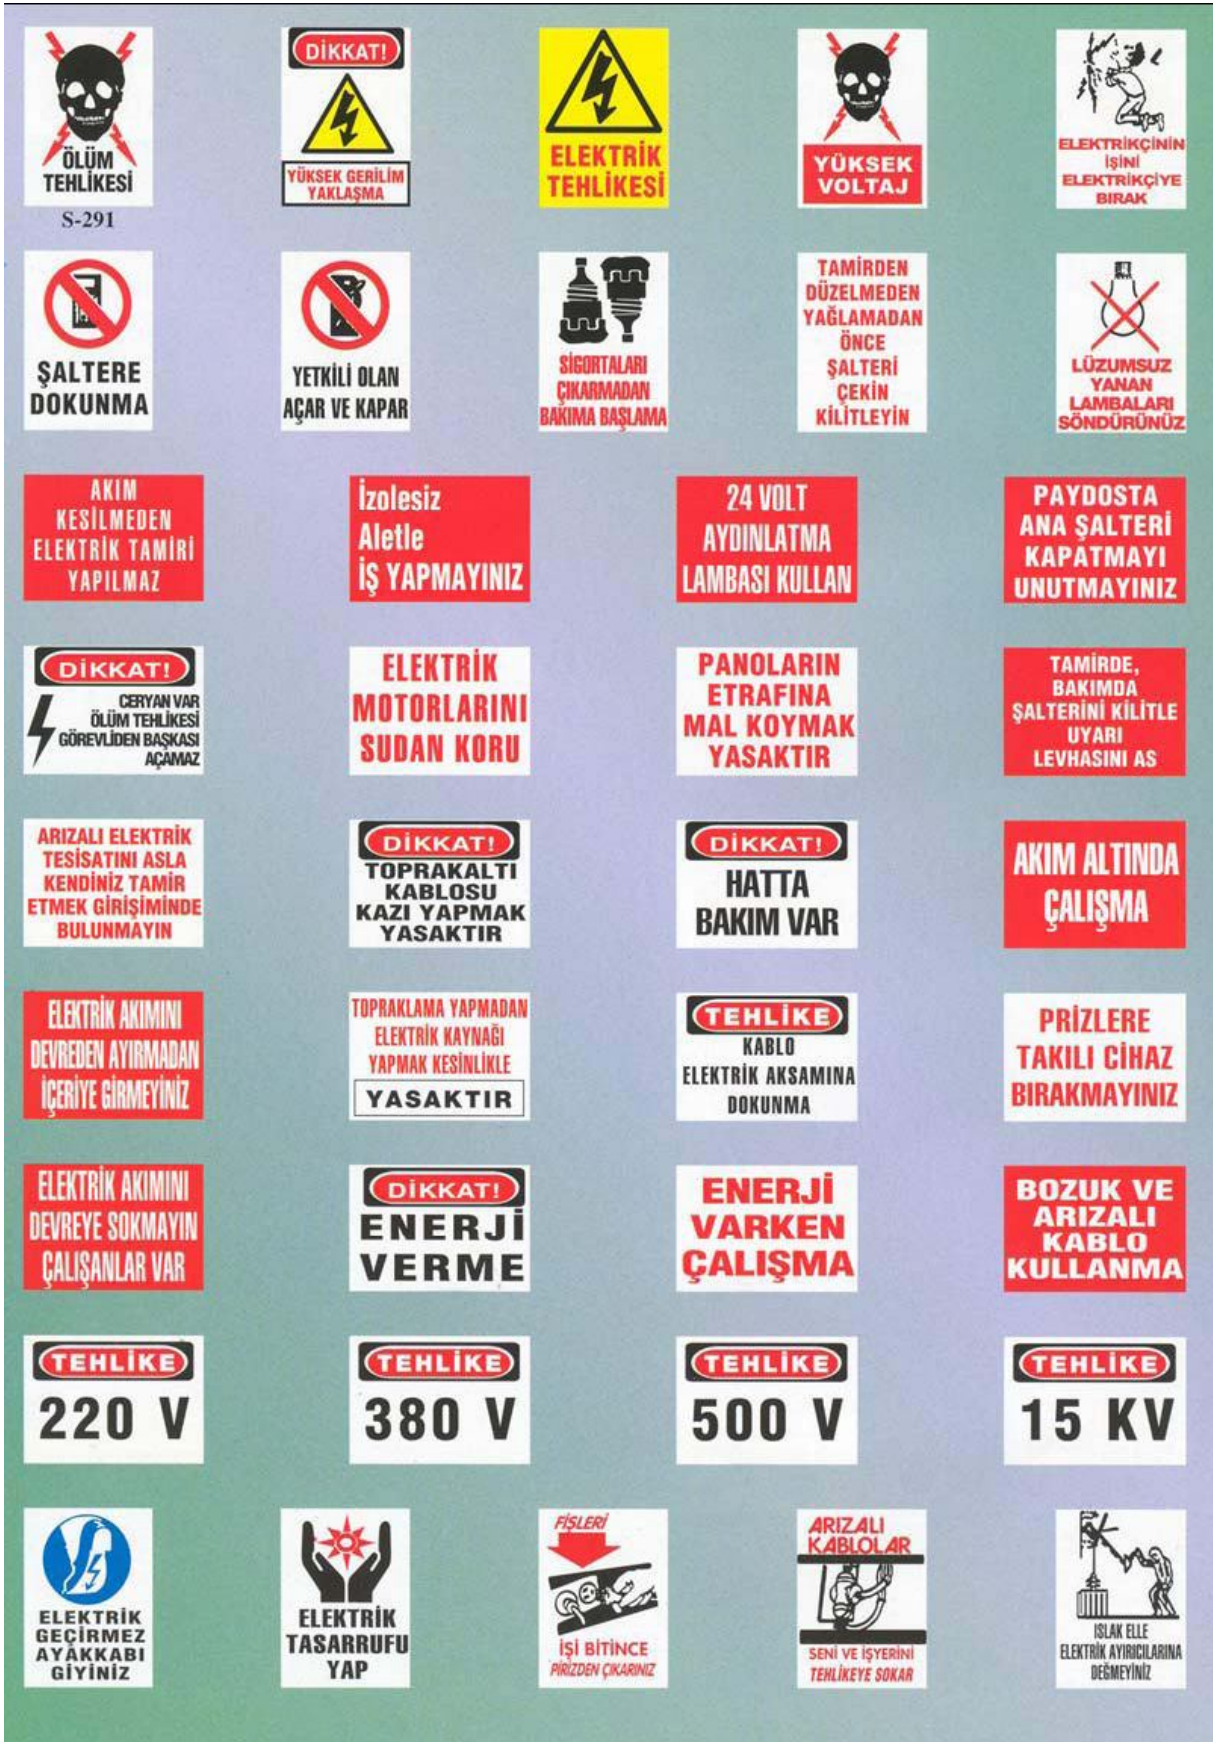 ÖLÜM
TEHLİKESİ
S-291
DİKKAT!
YÜKSEK GERİLİM
YAKLAŞMA
ELEKTRİK
TEHLİKESİ
YÜKSEK
VOLTAJ
ELEKTRİKÇİNİN
İŞİNİ
ELEKTRİKÇİYE
BIRAK
ŞALTERE
DOKUNMA
YETKİLİ OLAN
AÇAR VE KAPAR
SİGORTALARI
ÇIKARMADAN
BAKIMA BAŞLAMA
TAMİRDEN
DÜZELMEDEN
YAĞLAMADAN
ÖNCE
ŞALTERİ
ÇEKİN
KİLİTLEYİN
LÜZUMSUZ
YANAN
LAMBALARI
SÖNDÜRÜNÜZ
AKIM
KESİLMEDEN
ELEKTRİK TAMİRİ
YAPILMAZ
İzolesiz
Aletle
İŞ YAPMAYINIZ
24 VOLT
AYDINLATMA
LAMBASI KULLAN
PAYDOSTA
ANA ŞALTERİ
KAPATMAYI
UNUTMAYINIZ
DİKKAT!
CERYAN VAR
ÖLÜM TEHLİKESİ
GÖREVLİDEN BAŞKASI
AÇAMAZ
ELEKTRİK
MOTORLARINI
SUDAN KORU
PANOLARIN
ETRAFINA
MAL KOYMAK
YASAKTIR
TAMİRDE,
BAKIMDA
ŞALTERİNİ KİLİTLE
UYARI
LEVHASINI AS
ARIZALI ELEKTRİK
TESİSATINI ASLA
KENDİNİZ TAMİR
ETMEK GİRİŞİMİNDE
BULUNMAYIN
DİKKAT!
TOPRAKALTI
KABLOSU
KAZI YAPMAK
YASAKTIR
DİKKAT!
HATTA
BAKIM VAR
AKIM ALTINDA
ÇALIŞMA
ELEKTRİK AKIMINI
DEVREDEN AYIRMADAN
İÇERİYE GİRMEYİNİZ
TOPRAKLAMA YAPMADAN
ELEKTRİK KAYNAĞI
YAPMAK KESİNLİKLE
YASAKTIR
TEHLİKE
KABLO
ELEKTRİK AKSAMINA
DOKUNMA
PRİZLERE
TAKILI CİHAZ
BIRAKMAYINIZ
ELEKTRİK AKIMINI
DEVREYE SOKMAYIN
ÇALIŞANLAR VAR
DİKKAT!
ENERJİ
VERME
ENERJİ
VARKEN
ÇALIŞMA
BOZUK VE
ARIZALI
KABLO
KULLANMA
TEHLİKE
220 V
TEHLİKE
380 V
TEHLİKE
500 V
TEHLİKE
15 KV
ELEKTRİK
GEÇİRMEZ
AYAKKABI
GİYİNİZ
ELEKTRİK
TASARRUFU
YAP
FİŞLERİ
İŞİ BİTİNCE
PİRİZDEN ÇIKARINIZ
ARIZALI
KABLOLAR
SENİ VE İŞYERİNİ
TEHLİKEYE SOKAR
ISLAK ELLE
ELEKTRİK AYIRICILARINA
DEĞMEYİNİZ